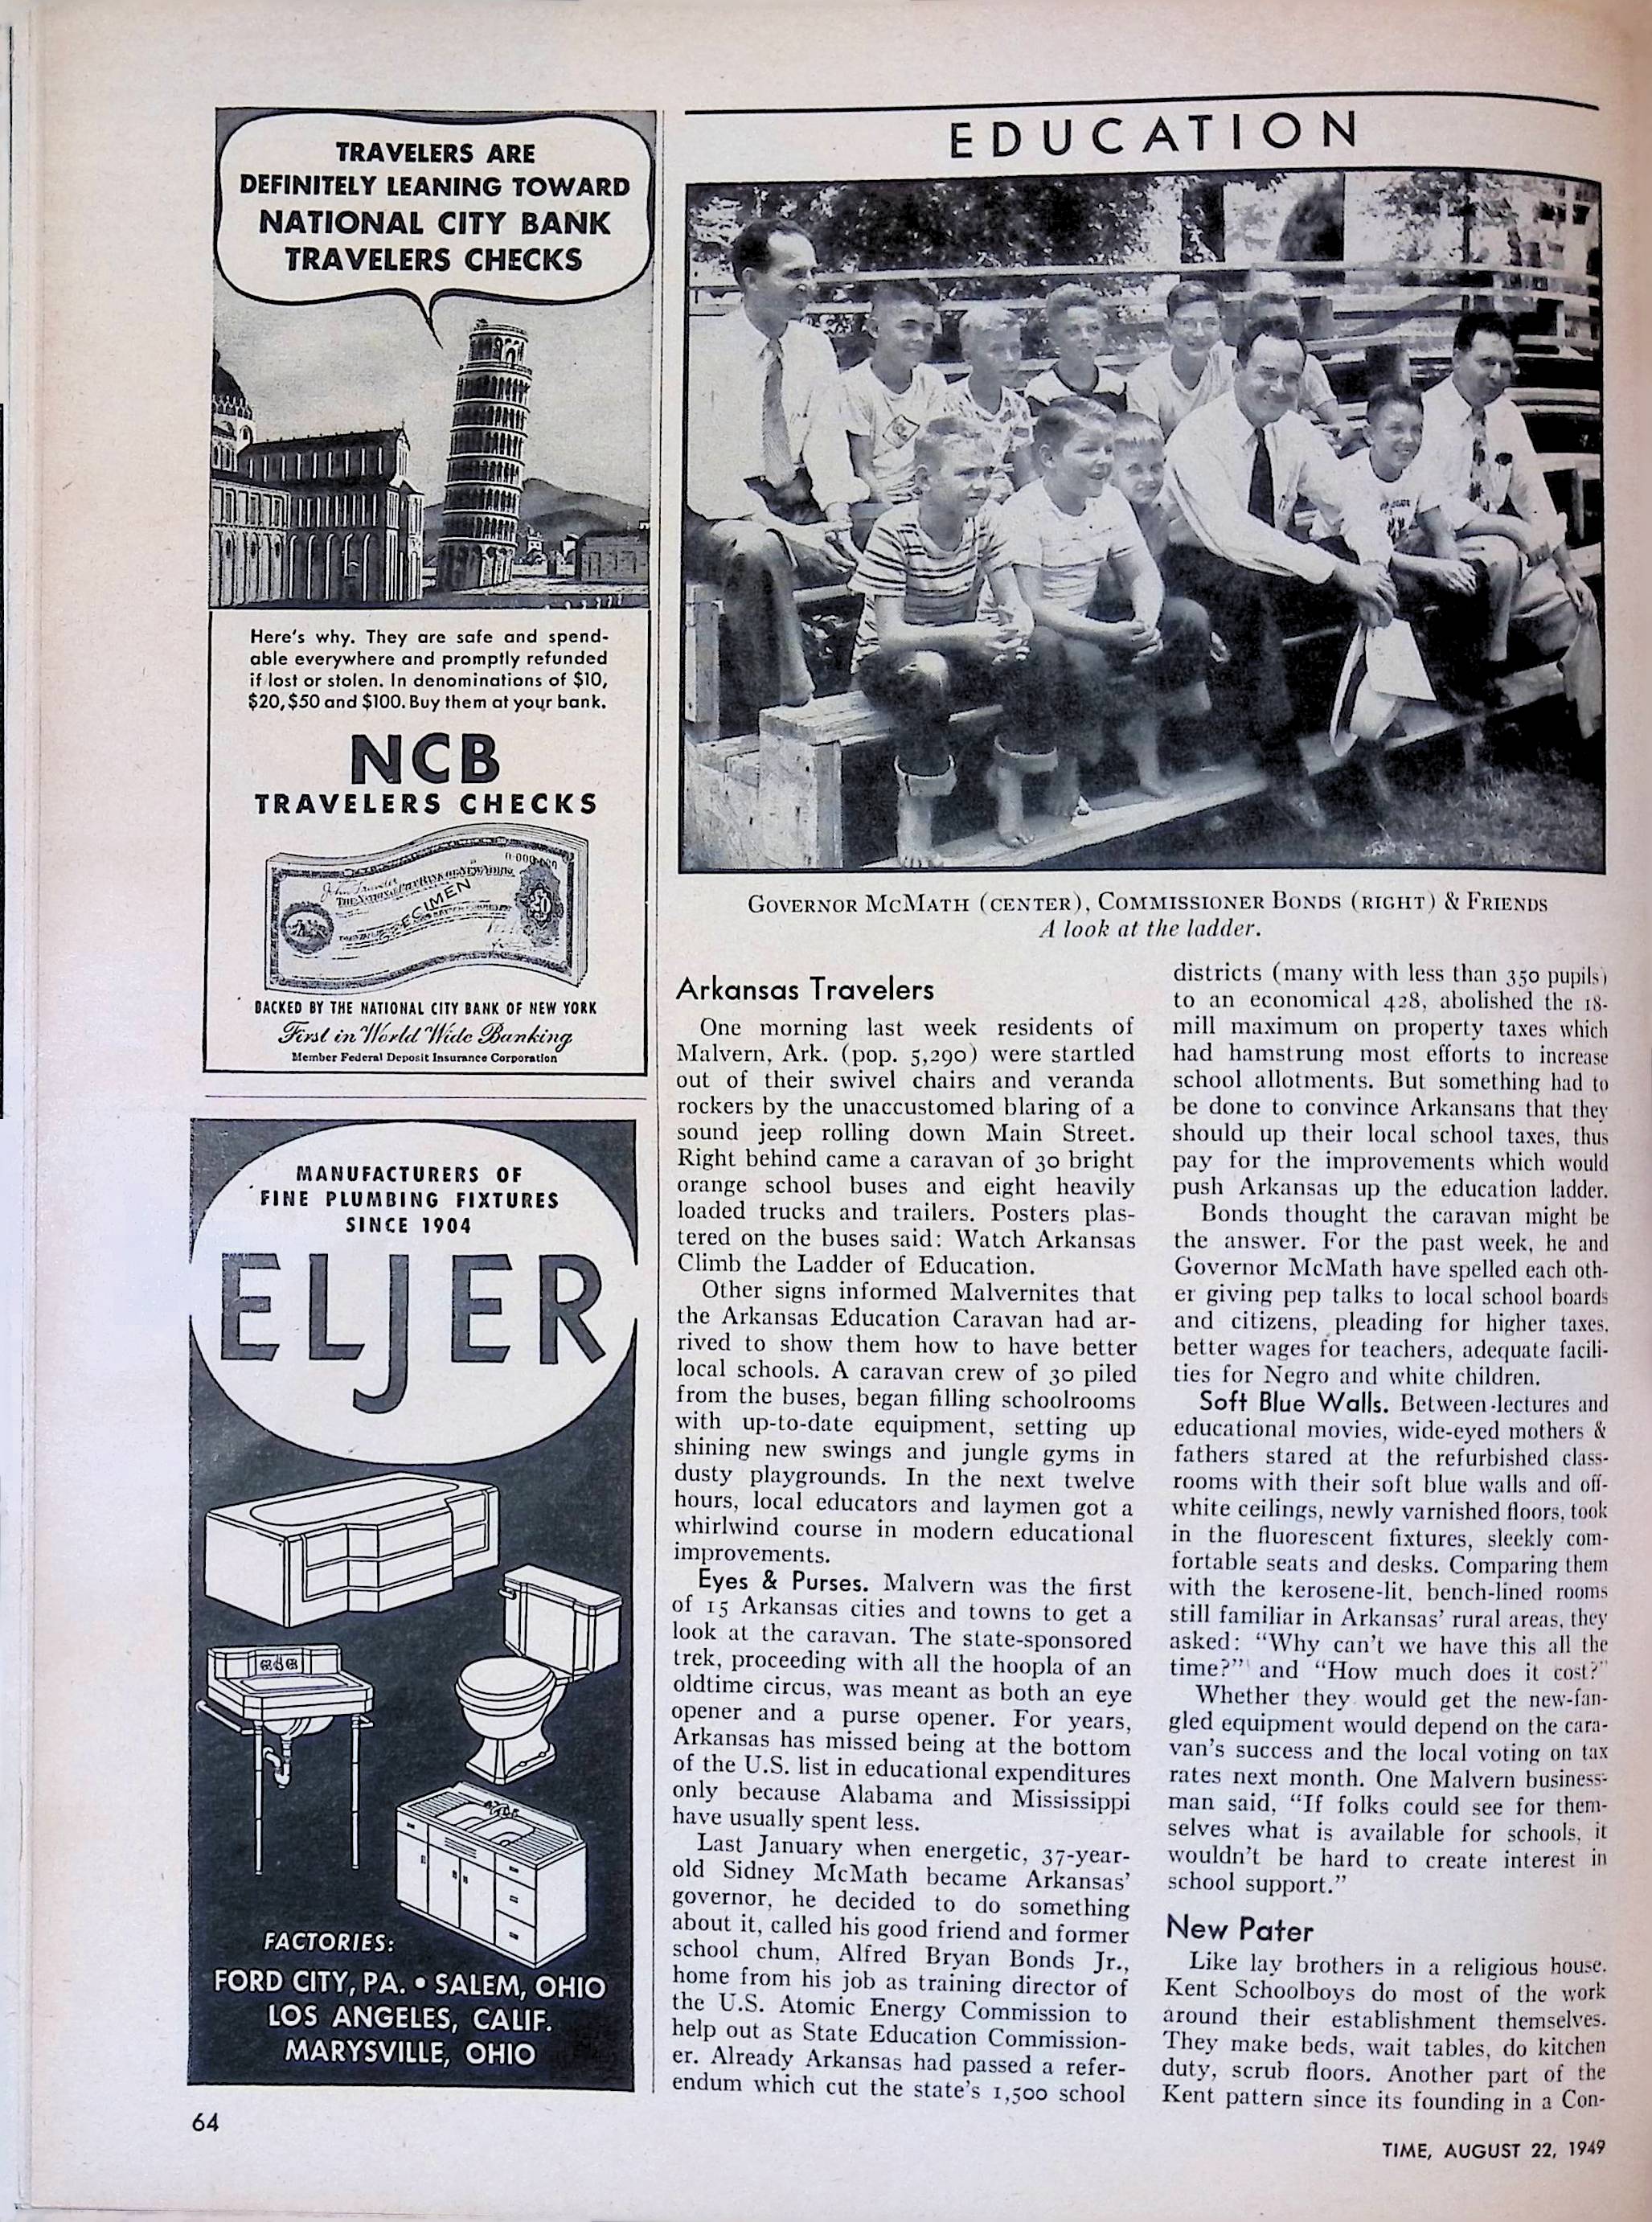 TRAVELERS ARE
DEFINITELY LEANING TOWARD
NATIONAL CITY BANK
TRAVELERS CHECKS
Here's why. They are safe and spend-
able everywhere and promptly refunded
if lost or stolen. In denominations of $10,
$20, $50 and $100. Buy them at your bank.
NCB
TRAVELERS CHECKS
SPECIMEN
BACKED BY THE NATIONAL CITY BANK OF NEW YORK
First in World Wide Banking
Member Federal Deposit Insurance Corporation
MANUFACTURERS OF
FINE PLUMBING FIXTURES
SINCE 1904
ELJER
FACTORIES:
FORD CITY, PA. • SALEM, OHIO
LOS ANGELES, CALIF.
MARYSVILLE, OHIO
64
EDUCATION
GOVERNOR MCMATH (CENTER), COMMISSIONER BONDS (RIGHT) & FRIENDS
A look at the ladder.
Arkansas Travelers
One morning last week residents of
Malvern, Ark. (pop. 5,290) were startled
out of their swivel chairs and veranda
rockers by the unaccustomed blaring of a
sound jeep rolling down Main Street.
Right behind came a caravan of 30 bright
orange school buses and eight heavily
loaded trucks and trailers. Posters plas-
tered on the buses said: Watch Arkansas
Climb the Ladder of Education.
Other signs informed Malvernites that
the Arkansas Education Caravan had ar-
rived to show them how to have better
local schools. A caravan crew of 30 piled
from the buses, began filling schoolrooms
with up-to-date equipment, setting up
shining new swings and jungle gyms in
dusty playgrounds. In the next twelve
hours, local educators and laymen got a
whirlwind course in modern educational
improvements.
Eyes & Purses. Malvern was the first
of 15 Arkansas cities and towns to get a
look at the caravan. The state-sponsored
trek, proceeding with all the hoopla of an
oldtime circus, was meant as both an eye
opener and a purse opener. For years,
Arkansas has missed being at the bottom
of the U.S. list in educational expenditures
only because Alabama and Mississippi
have usually spent less.
Last January when energetic, 37-year-
old Sidney McMath became Arkansas'
governor, he decided to do something
about it, called his good friend and former
school chum, Alfred Bryan Bonds Jr.,
home from his job as training director of
the U.S. Atomic Energy Commission to
help out as State Education Commission-
er. Already Arkansas had passed a refer-
endum which cut the state's 1,500 school
districts (many with less than 350 pupils)
to an economical 428, abolished the 18-
mill maximum on property taxes which
had hamstrung most efforts to increase
school allotments. But something had to
be done to convince Arkansans that they
should up their local school taxes, thus
pay for the improvements which would
push Arkansas up the education ladder.
Bonds thought the caravan might be
the answer. For the past week, he and
Governor McMath have spelled each oth-
er giving pep talks to local school boards
and citizens, pleading for higher taxes,
better wages for teachers, adequate facili-
ties for Negro and white children.
Soft Blue Walls. Between lectures and
educational movies, wide-eyed mothers &
fathers stared at the refurbished class-
rooms with their soft blue walls and off-
white ceilings, newly varnished floors, took
in the fluorescent fixtures, sleekly com-
fortable seats and desks. Comparing them
with the kerosene-lit, bench-lined rooms
still familiar in Arkansas' rural areas, they
asked: "Why can't we have this all the
time?" and "How much does it cost?"
Whether they would get the new-fan-
gled equipment would depend on the cara-
van's success and the local voting on tax
rates next month. One Malvern business-
man said, "If folks could see for them-
selves what is available for schools, it
wouldn't be hard to create interest in
school support."
New Pater
Like lay brothers in a religious house,
Kent Schoolboys do most of the work
around their establishment themselves.
They make beds, wait tables, do kitchen
duty, scrub floors. Another part of the
Kent pattern since its founding in a Con-
TIME, AUGUST 22, 1949